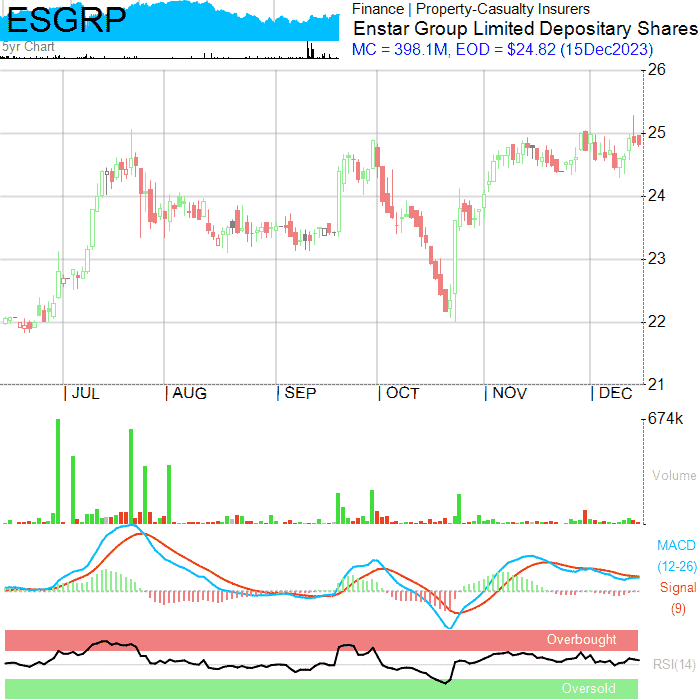 ESGRP
5yr Chart
Finance | Property-Casualty Insurers
Enstar Group Limited Depositary Shares
MC = 398.1M, EOD = $24.82 (15Dec2023)
26
25
24
23
22
21
| JUL | AUG | SEP | OCT | NOV | DEC
674k
Volume
MACD
(12-26)
Signal
(9)
Overbought
RSI(14)
Oversold